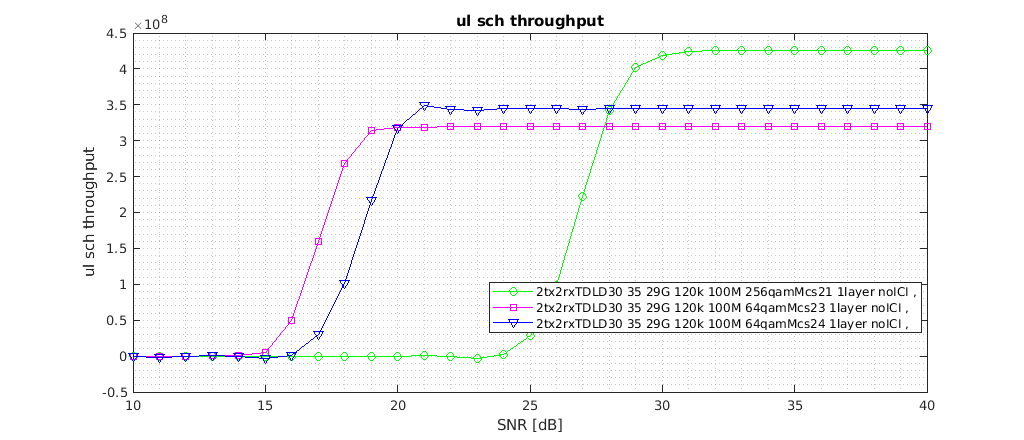 ul sch throughput
×10⁸
4.5
4
3.5
3
2.5
2
1.5
1
0.5
0
-0.5
ul sch throughput
2tx2rxTDLD30 35 29G 120k 100M 256qamMcs21 1layer noICI ,
2tx2rxTDLD30 35 29G 120k 100M 64qamMcs23 1layer noICI ,
2tx2rxTDLD30 35 29G 120k 100M 64qamMcs24 1layer noICI ,
10 15 20 25 30 35 40
SNR [dB]